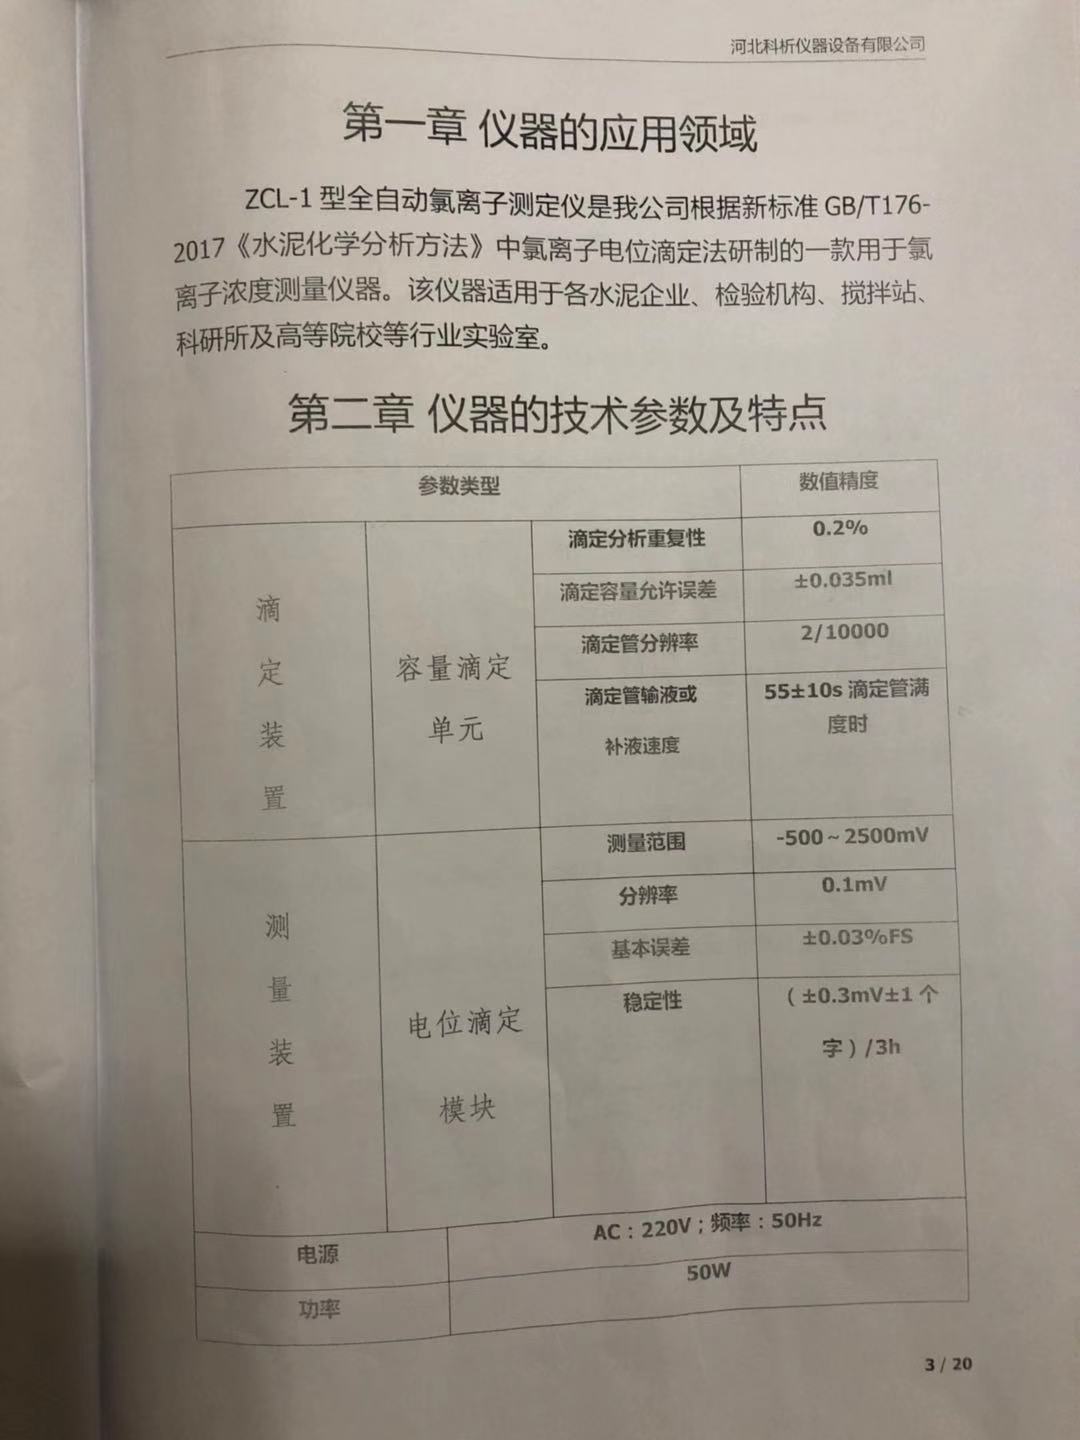 河北科析仪器设备有限公司
第一章 仪器的应用领域
ZCL-1 型全自动氯离子测定仪是我公司根据新标准 GB/T176-
2017《水泥化学分析方法》中氯离子电位滴定法研制的一款用于氯
离子浓度测量仪器。该仪器适用于各水泥企业、检验机构、搅拌站、
科研所及高等院校等行业实验室。
第二章 仪器的技术参数及特点
参数类型 数值精度
滴定装置
容量滴定
单元
滴定分析重复性 0.2%
滴定容量允许误差 ±0.035ml
滴定管分辨率 2/10000
滴定管输液或
补液速度
55±10s 滴定管满
度时
测量装置
电位滴定
模块
测量范围 -500～2500mV
分辨率 0.1mV
基本误差 ±0.03%FS
稳定性
（±0.3mV±1 个
字）/3h
电源 AC：220V；频率：50Hz
功率 50W
3 / 20